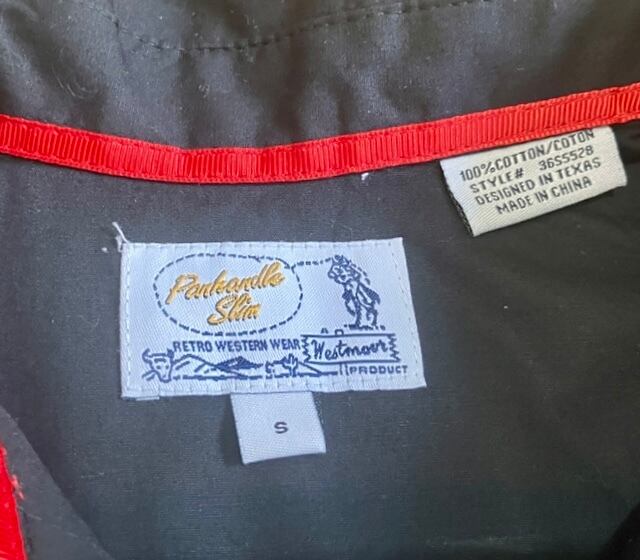 100%COTTON/COTON
STYLE# 36S5528
DESIGNED IN TEXAS
MADE IN CHINA
Panhandle
Slim
RETRO WESTERN WEAR
A
Westmoor
PRODUCT
S